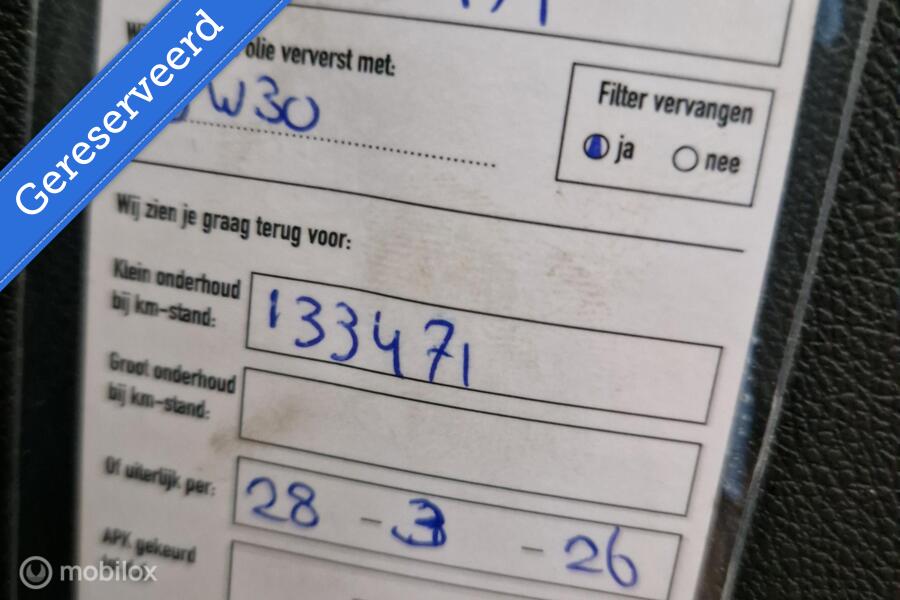 Gereserveerd
olie ververst met:
W30
Filter vervangen
ja
nee
Wij zien je graag terug voor:
Klein onderhoud
bij km-stand:
133471
Groot onderhoud
bij km-stand:
Of uiterlijk per:
28 - 3 - 26
APK gekeurd
mobilox